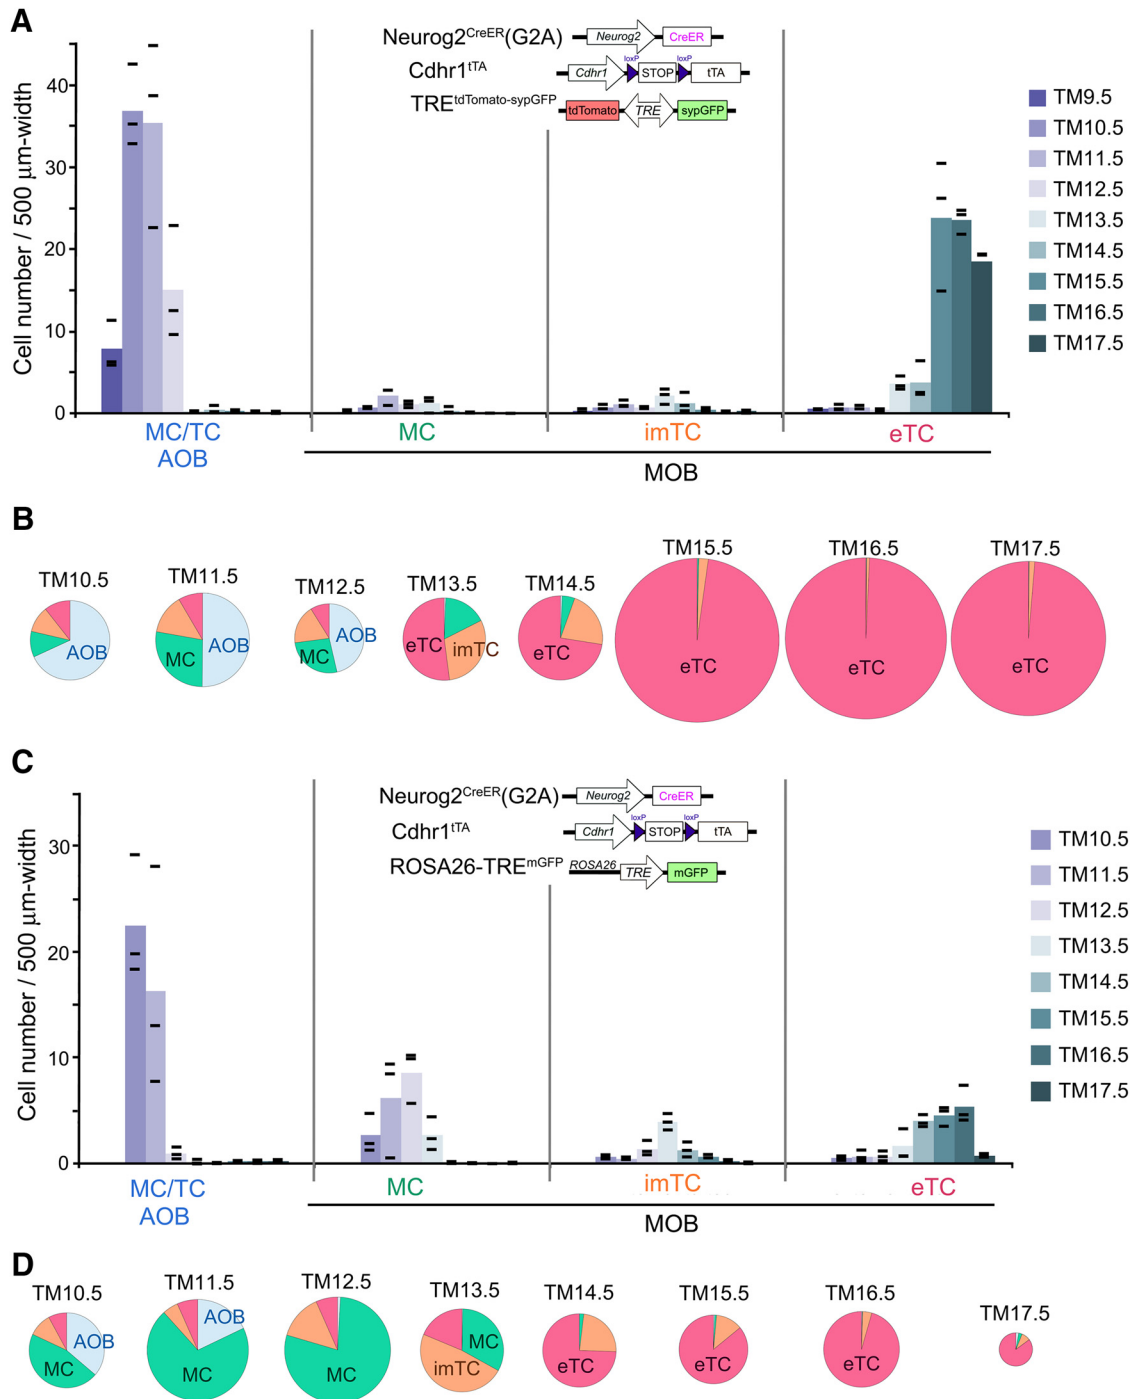 A
Neurog2CreER(G2A)
Neurog2
CreER
Cdhr1tTA
Cdhr1
loxP
STOP
loxP
tTA
TREtdTomato-sypGFP
tdTomato
TRE
sypGFP
Cell number / 500 µm-width
40
30
20
10
0
TM9.5
TM10.5
TM11.5
TM12.5
TM13.5
TM14.5
TM15.5
TM16.5
TM17.5
MC/TC
AOB
MC
imTC
eTC
MOB
B
TM10.5
AOB
TM11.5
MC
AOB
TM12.5
MC
AOB
TM13.5
eTC
imTC
TM14.5
eTC
TM15.5
eTC
TM16.5
eTC
TM17.5
eTC
C
Neurog2CreER(G2A)
Neurog2
CreER
Cdhr1tTA
Cdhr1
loxP
STOP
loxP
tTA
ROSA26-TREmGFP
ROSA26
TRE
mGFP
Cell number / 500 µm-width
30
20
10
0
TM10.5
TM11.5
TM12.5
TM13.5
TM14.5
TM15.5
TM16.5
TM17.5
MC/TC
AOB
MC
imTC
eTC
MOB
D
TM10.5
AOB
MC
TM11.5
AOB
MC
TM12.5
MC
TM13.5
MC
imTC
TM14.5
eTC
TM15.5
eTC
TM16.5
eTC
TM17.5